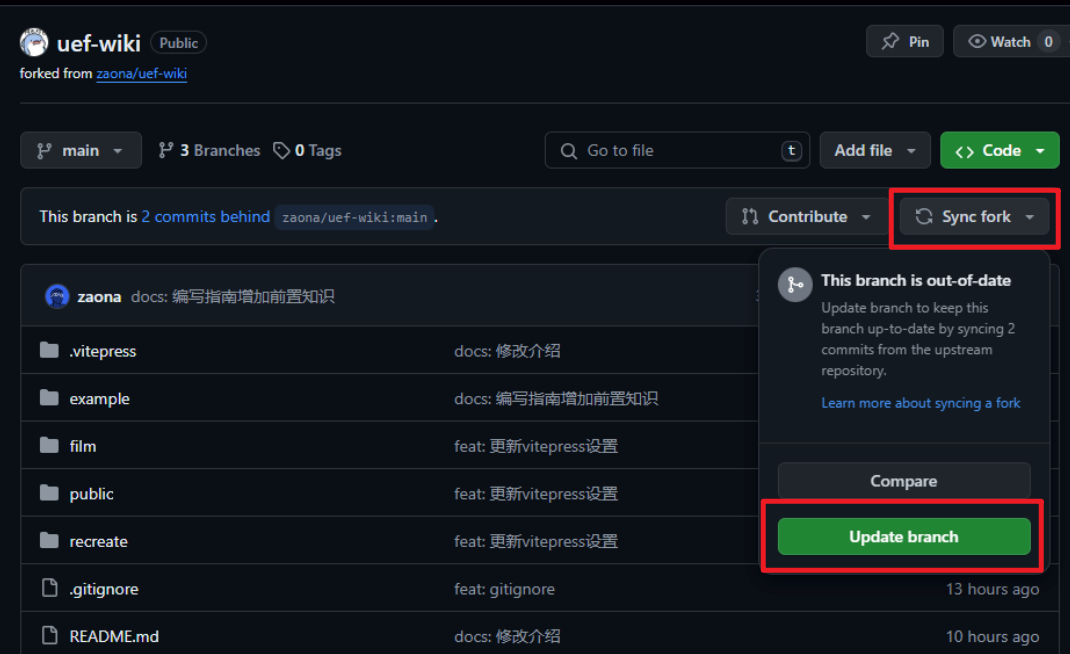 uef-wiki Public Pin Watch 0
forked from zaona/uef-wiki
main 3 Branches 0 Tags Go to file t Add file Code
This branch is 2 commits behind zaona/uef-wiki:main . Contribute Sync fork
zaona docs: 编写指南增加前置知识
.vitepress docs: 修改介绍
example docs: 编写指南增加前置知识
film feat: 更新vitepress设置
public feat: 更新vitepress设置
recreate feat: 更新vitepress设置
.gitignore feat: gitignore 13 hours ago
README.md docs: 修改介绍 10 hours ago
This branch is out-of-date
Update branch to keep this
branch up-to-date by syncing 2
commits from the upstream
repository.
Learn more about syncing a fork
Compare
Update branch